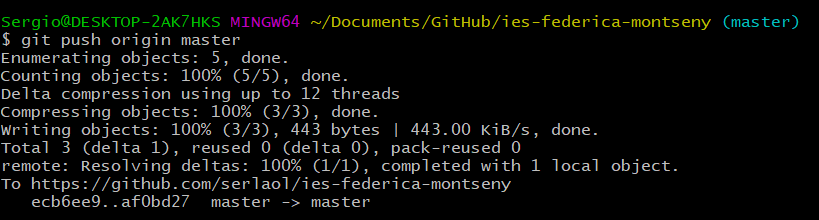 Sergio@DESKTOP-2AK7HKS MINGW64 ~/Documents/GitHub/ies-federica-montseny (master)
$ git push origin master
Enumerating objects: 5, done.
Counting objects: 100% (5/5), done.
Delta compression using up to 12 threads
Compressing objects: 100% (3/3), done.
Writing objects: 100% (3/3), 443 bytes | 443.00 KiB/s, done.
Total 3 (delta 1), reused 0 (delta 0), pack-reused 0
remote: Resolving deltas: 100% (1/1), completed with 1 local object.
To https://github.com/serlaol/ies-federica-montseny
   ecb6ee9..af0bd27  master -> master